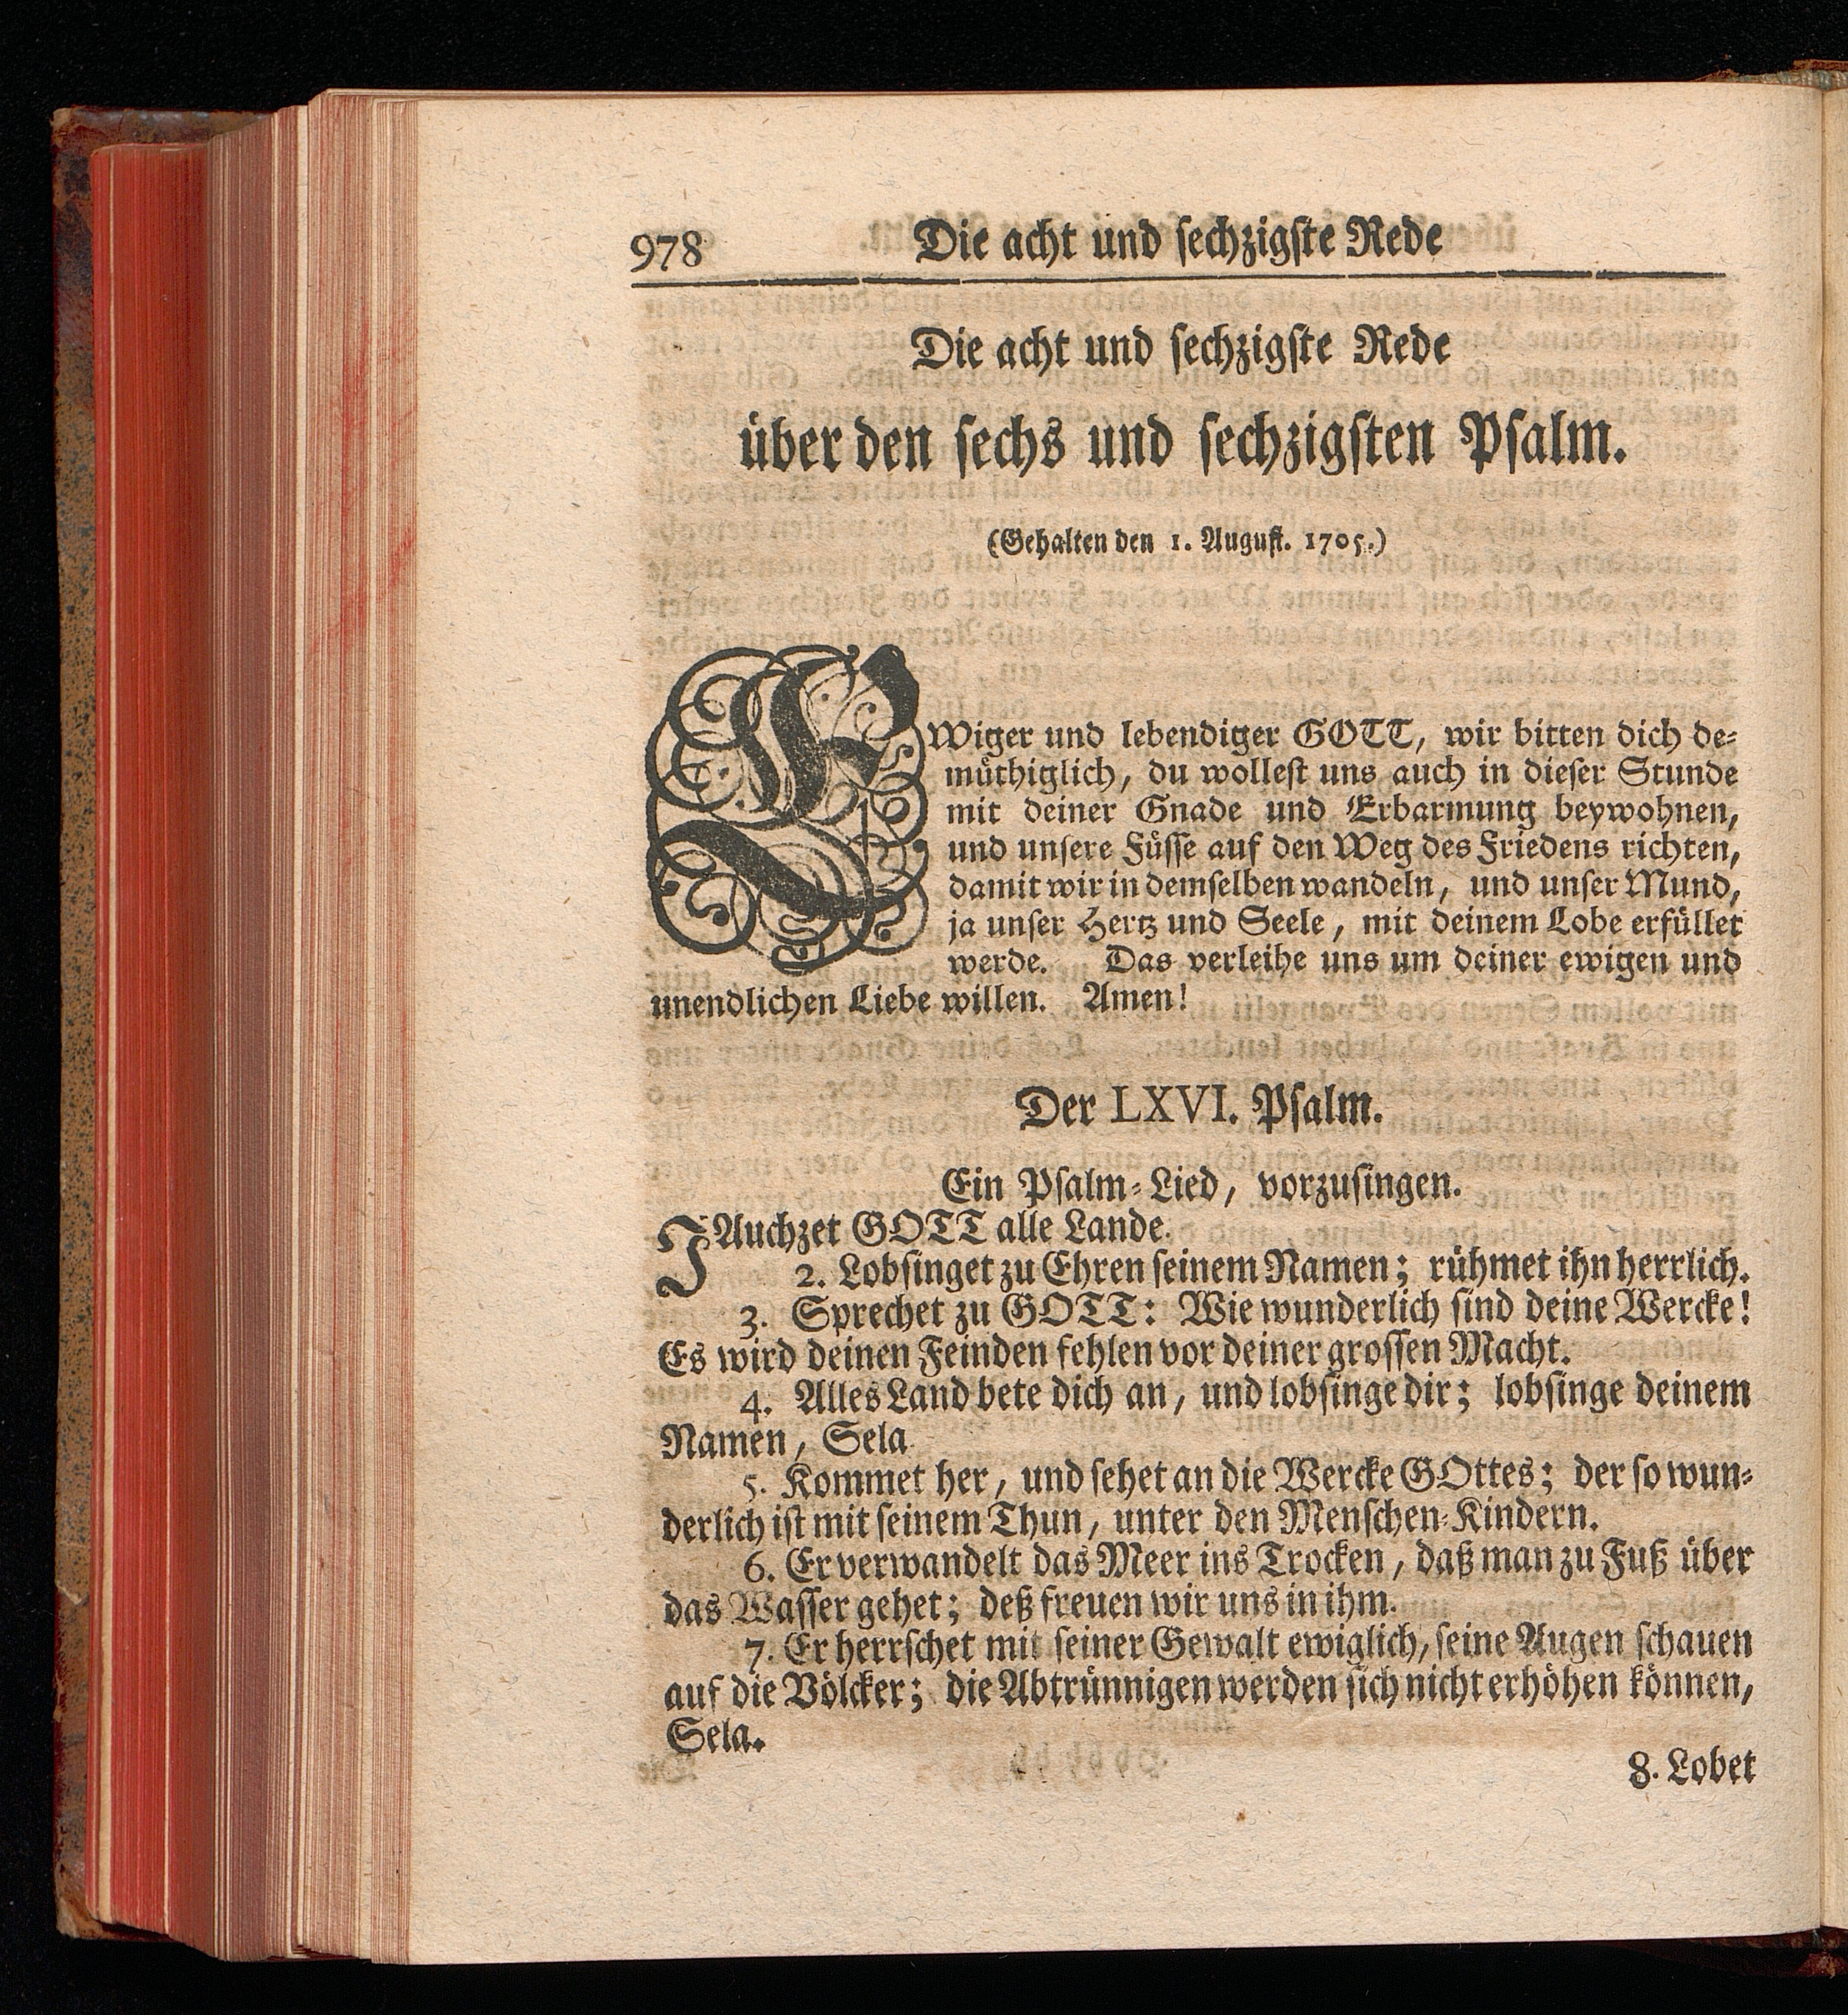 978 Die acht und sechzigste Rede
Die acht und sechzigste Rede
über den sechs und sechzigsten Psalm.
(Gehalten den 1. August. 1705.)
EWiger und lebendiger GOTT, wir bitten dich de-
müthiglich, du wollest uns auch in dieser Stunde
mit deiner Gnade und Erbarmung beywohnen,
und unsere Füsse auf den Weg des Friedens richten,
damit wir in demselben wandeln, und unser Mund,
ja unser Hertz und Seele, mit deinem Lobe erfüllet
werde. Das verleihe uns um deiner ewigen und
unendlichen Liebe willen. Amen!
Der LXVI. Psalm.
Ein Psalm-Lied, vorzusingen.
JAuchzet GOTT alle Lande.
2. Lobsinget zu Ehren seinem Namen; rühmet ihn herrlich.
3. Sprechet zu GOTT: Wie wunderlich sind deine Wercke!
Es wird deinen Feinden fehlen vor deiner grossen Macht.
4. Alles Land bete dich an, und lobsinge dir; lobsinge deinem
Namen, Sela
5. Kommet her, und sehet an die Wercke GOttes; der so wun-
derlich ist mit seinem Thun, unter den Menschen-Kindern.
6. Er verwandelt das Meer ins Trocken, daß man zu Fuß über
das Wasser gehet; deß freuen wir uns in ihm.
7. Er herrschet mit seiner Gewalt ewiglich, seine Augen schauen
auf die Völcker; die Abtrünnigen werden sich nicht erhöhen können,
Sela.
8. Lobet